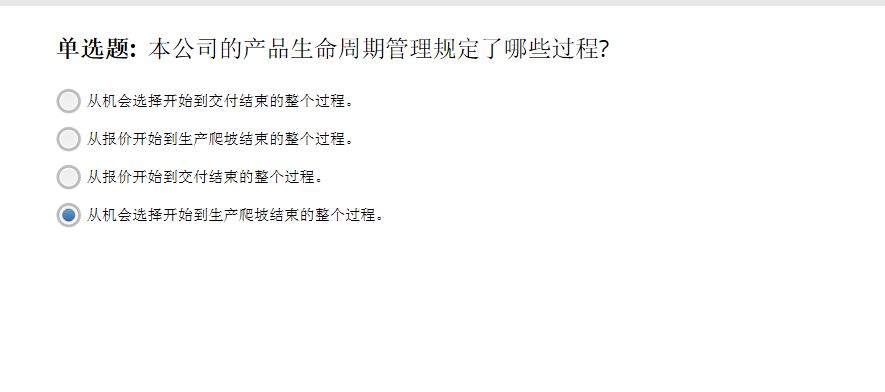 单选题: 本公司的产品生命周期管理规定了哪些过程?
从机会选择开始到交付结束的整个过程。
从报价开始到生产爬坡结束的整个过程。
从报价开始到交付结束的整个过程。
从机会选择开始到生产爬坡结束的整个过程。